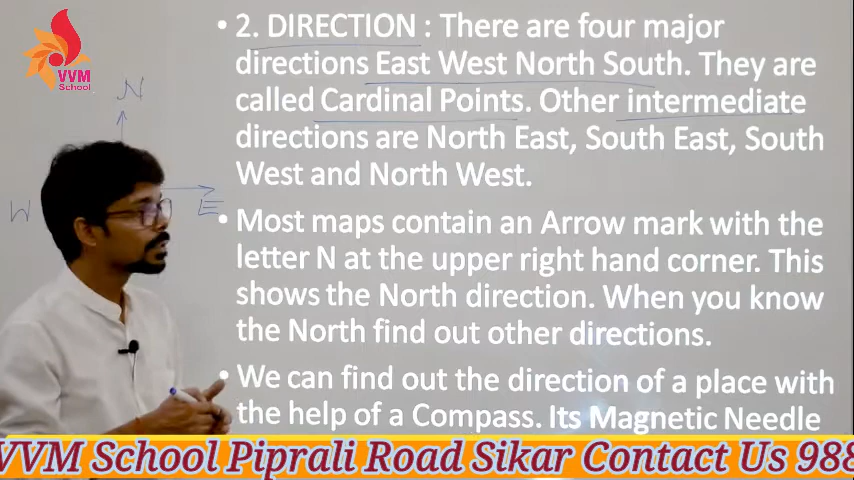 • 2. DIRECTION : There are four major
directions East West North South. They are
called Cardinal Points. Other intermediate
directions are North East, South East, South
West and North West.
• Most maps contain an Arrow mark with the
letter N at the upper right hand corner. This
shows the North direction. When you know
the North find out other directions.
• We can find out the direction of a place with
the help of a Compass. Its Magnetic Needle
VVM
School
N
W
E
VVM School Piprali Road Sikar Contact Us 988